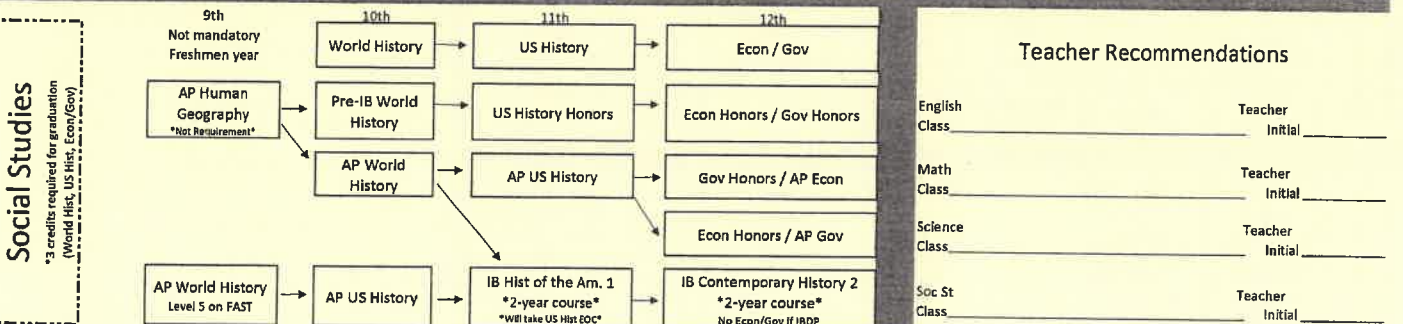 Social Studies
*3 credits required for graduation
(World Hist, US Hist, Econ/Gov)
9th
Not mandatory
Freshmen year
10th
11th
12th
World History
US History
Econ / Gov
AP Human
Geography
*Not Requirement*
Pre-IB World
History
US History Honors
Econ Honors / Gov Honors
AP World
History
AP US History
Gov Honors / AP Econ
Econ Honors / AP Gov
AP World History
Level 5 on FAST
AP US History
IB Hist of the Am. 1
*2-year course*
*Will take US Hist EOC*
IB Contemporary History 2
*2-year course*
No Econ/Gov if IBDP
Teacher Recommendations
English
Class
Teacher
Initial
Math
Class
Teacher
Initial
Science
Class
Teacher
Initial
Soc St
Class
Teacher
Initial